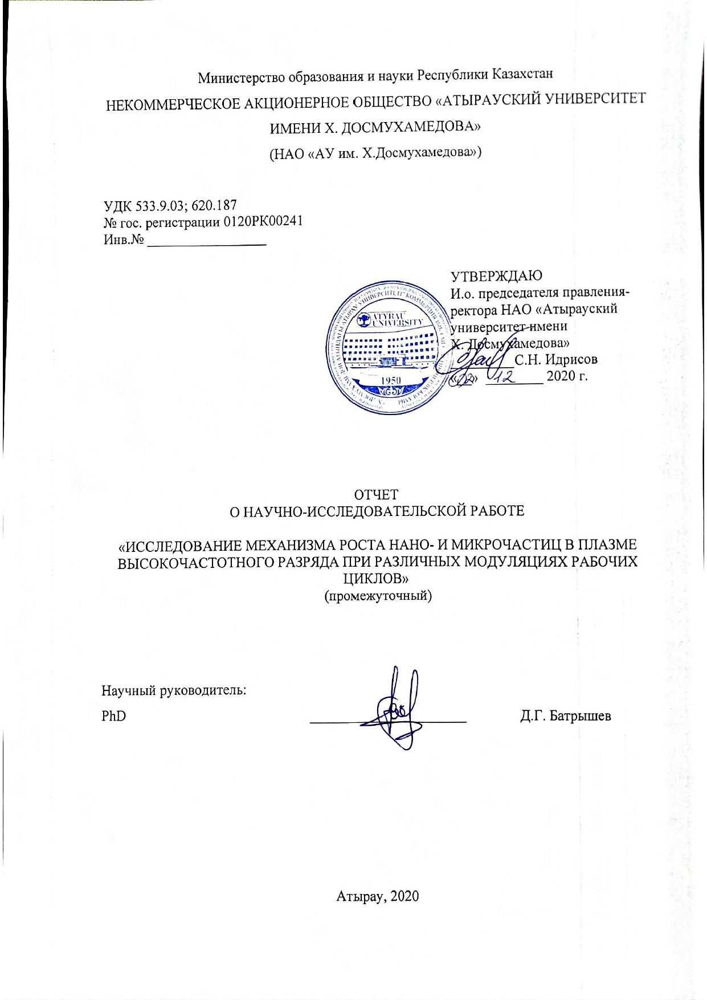 Министерство образования и науки Республики Казахстан
НЕКОММЕРЧЕСКОЕ АКЦИОНЕРНОЕ ОБЩЕСТВО «АТЫРАУСКИЙ УНИВЕРСИТЕТ
ИМЕНИ Х. ДОСМУХАМЕДОВА»
(НАО «АУ им. Х.Досмухамедова»)
УДК 533.9.03; 620.187
№ гос. регистрации 0120РК00241
Инв.№ ________________
УТВЕРЖДАЮ
И.о. председателя правления-
ректора НАО «Атырауский
университет имени
Х. Досмухамедова»
_________С.Н. Идрисов
«02» 12 2020 г.
ATYRAU
UNIVERSITY
1950
ОТЧЕТ
О НАУЧНО-ИССЛЕДОВАТЕЛЬСКОЙ РАБОТЕ
«ИССЛЕДОВАНИЕ МЕХАНИЗМА РОСТА НАНО- И МИКРОЧАСТИЦ В ПЛАЗМЕ
ВЫСОКОЧАСТОТНОГО РАЗРЯДА ПРИ РАЗЛИЧНЫХ МОДУЛЯЦИЯХ РАБОЧИХ
ЦИКЛОВ»
(промежуточный)
Научный руководитель:
PhD _____________________ Д.Г. Батрышев
Атырау, 2020